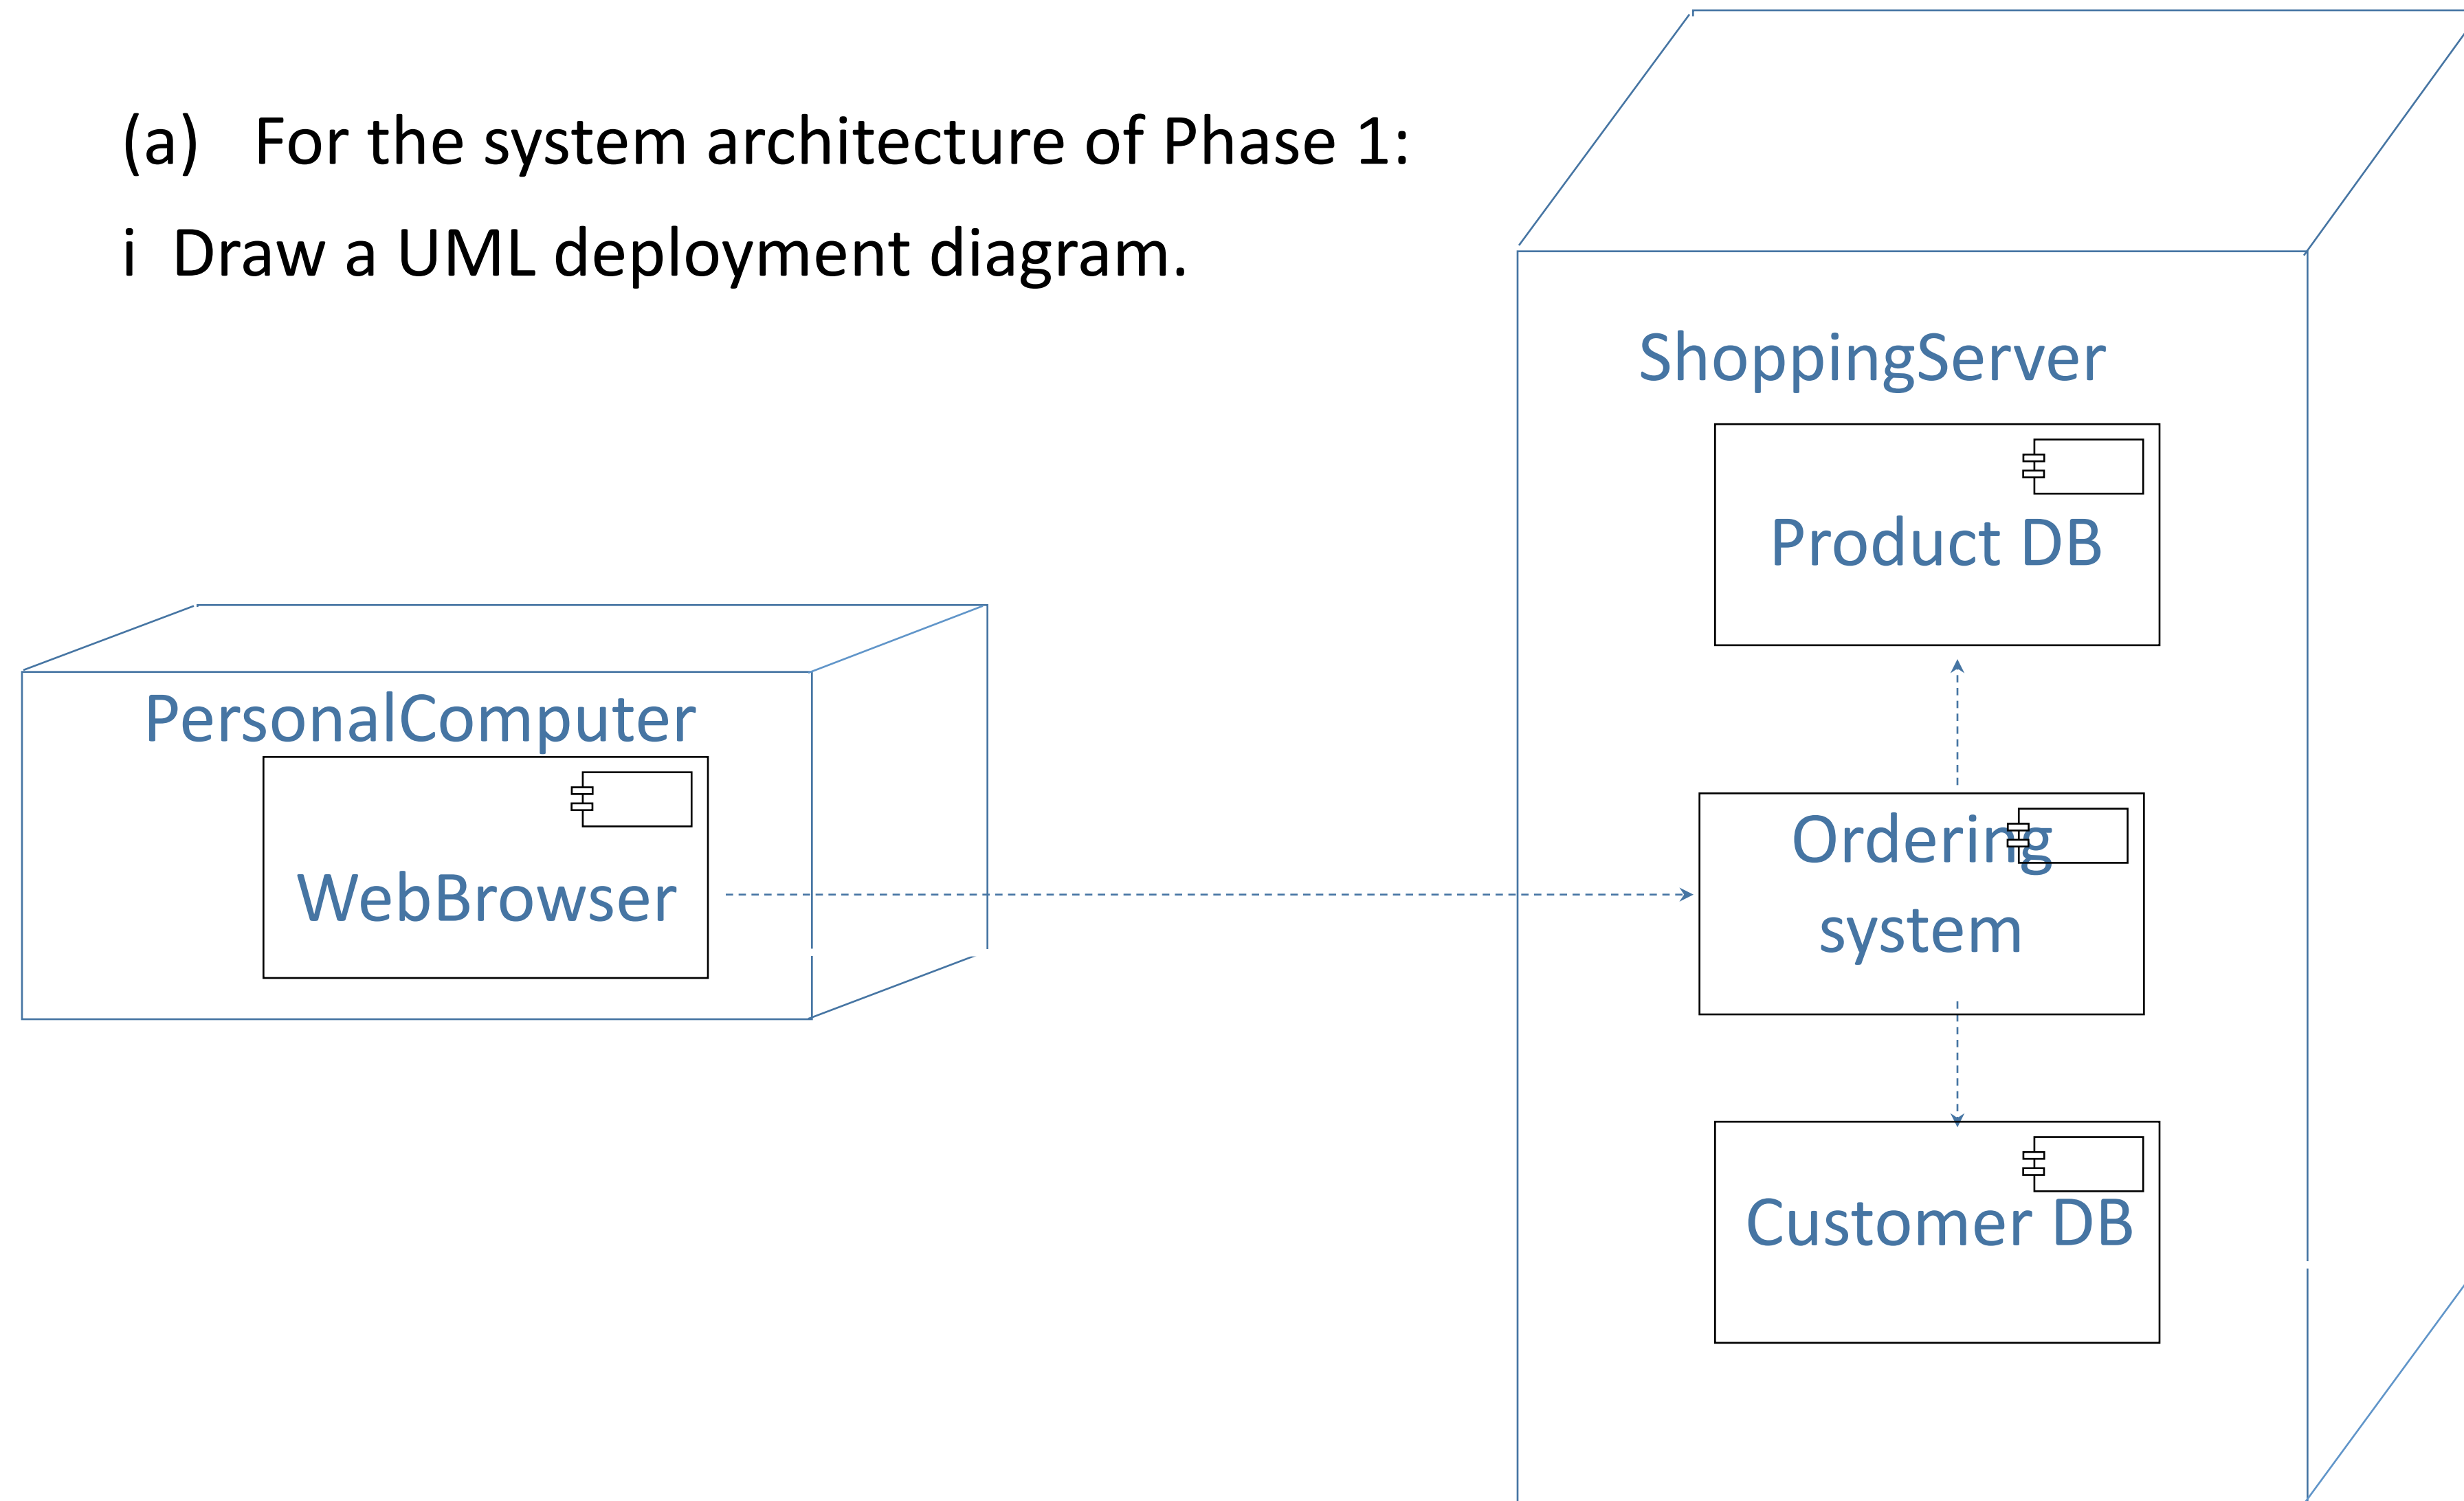 (a) For the system architecture of Phase 1:
i Draw a UML deployment diagram.
ShoppingServer
Product DB
PersonalComputer
WebBrowser
Ordering
system
Customer DB